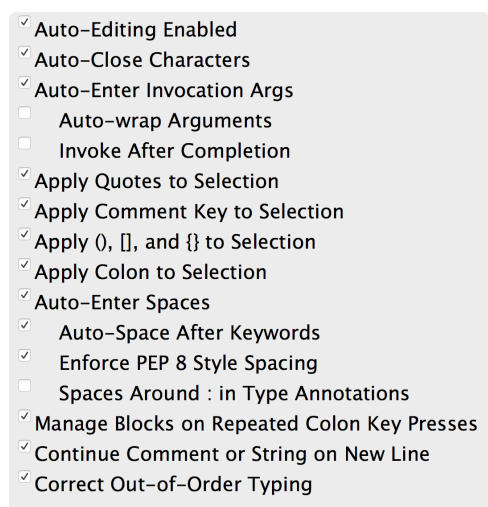 Auto-Editing Enabled
Auto-Close Characters
Auto-Enter Invocation Args
Auto-wrap Arguments
Invoke After Completion
Apply Quotes to Selection
Apply Comment Key to Selection
Apply (), [], and {} to Selection
Apply Colon to Selection
Auto-Enter Spaces
Auto-Space After Keywords
Enforce PEP 8 Style Spacing
Spaces Around : in Type Annotations
Manage Blocks on Repeated Colon Key Presses
Continue Comment or String on New Line
Correct Out-of-Order Typing